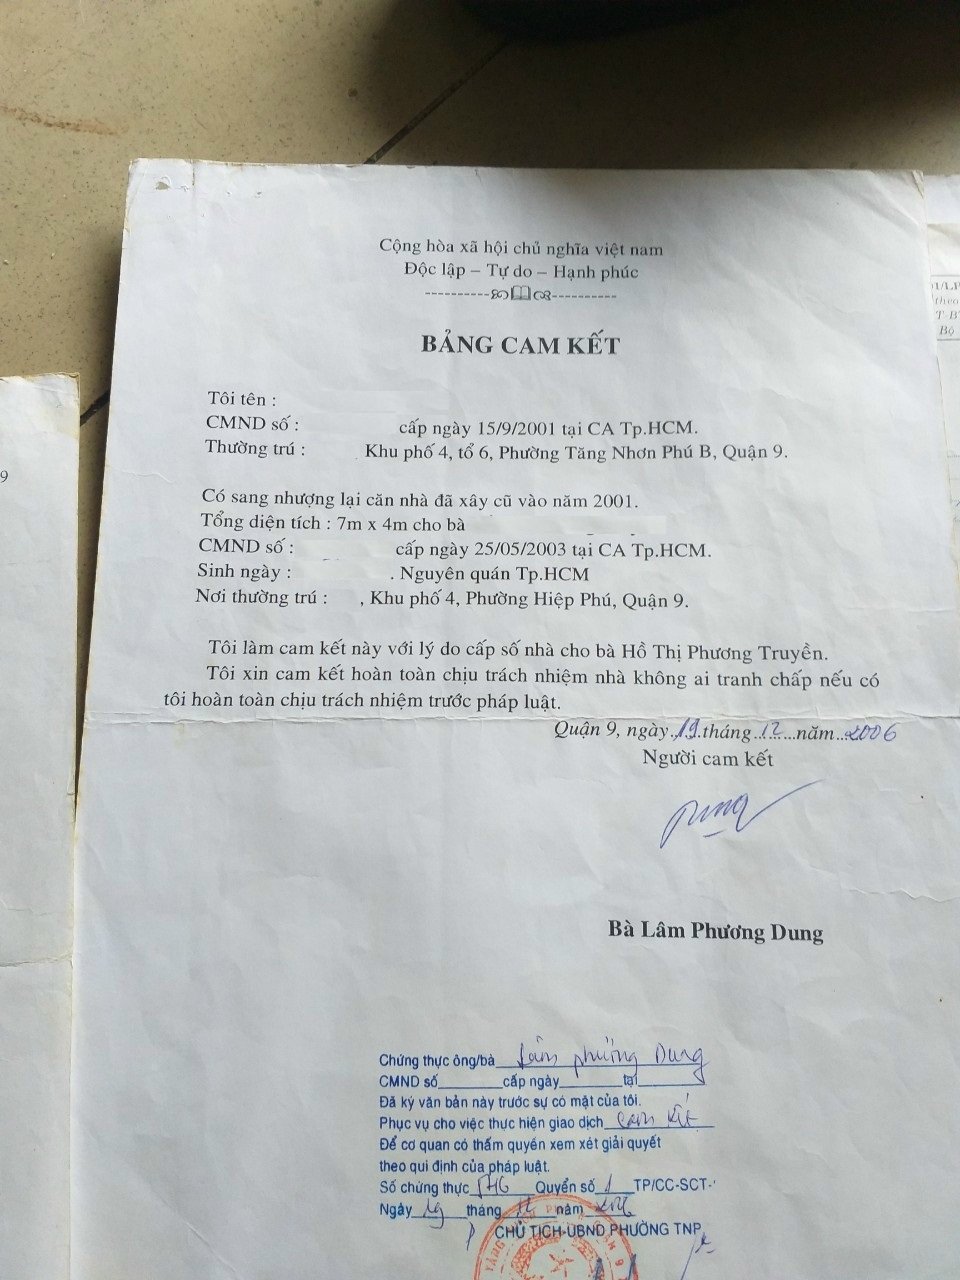 Cộng hòa xã hội chủ nghĩa việt nam
Độc lập – Tự do – Hạnh phúc
BẢNG CAM KẾT
Tôi tên :
CMND số : cấp ngày 15/9/2001 tại CA Tp.HCM.
Thường trú : Khu phố 4, tổ 6, Phường Tăng Nhơn Phú B, Quận 9.
Có sang nhượng lại căn nhà đã xây cũ vào năm 2001.
Tổng diện tích : 7m x 4m cho bà
CMND số : cấp ngày 25/05/2003 tại CA Tp.HCM.
Sinh ngày : . Nguyên quán Tp.HCM
Nơi thường trú : , Khu phố 4, Phường Hiệp Phú, Quận 9.
Tôi làm cam kết này với lý do cấp số nhà cho bà Hồ Thị Phương Truyền.
Tôi xin cam kết hoàn toàn chịu trách nhiệm nhà không ai tranh chấp nếu có
tôi hoàn toàn chịu trách nhiệm trước pháp luật.
Quận 9, ngày 19 tháng 12 năm 2006
Người cam kết
Bà Lâm Phương Dung
Chứng thực ông/bà Lâm phương Dung
CMND số cấp ngày tại
Đã ký văn bản này trước sự có mặt của tôi.
Phục vụ cho việc thực hiện giao dịch cam kết
Để cơ quan có thẩm quyền xem xét giải quyết
theo qui định của pháp luật.
Số chứng thực Quyển số 1 TP/CC-SCT-
Ngày 19 tháng 12 năm 2006
CHỦ TỊCH UBND PHƯỜNG TNP
9
01/LP
theo
T-BT
Bộ